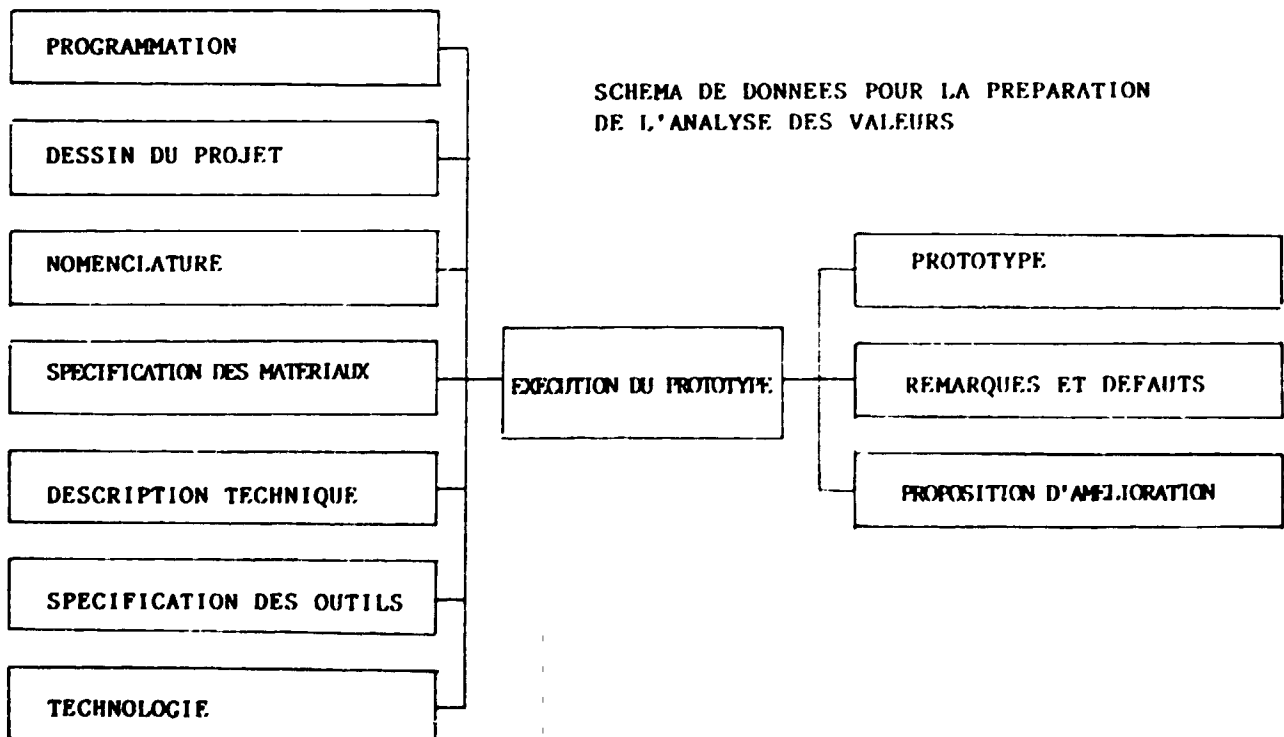 PROGRAMMATION
SCHEMA DE DONNEES POUR LA PREPARATION
DE L'ANALYSE DES VALEURS
DESSIN DU PROJET
NOMENCLATURE
SPECIFICATION DES MATERIAUX
DESCRIPTION TECHNIQUE
SPECIFICATION DES OUTILS
TECHNOLOGIE
EXECUTION DU PROTOTYPE
PROTOTYPE
REMARQUES ET DEFAUTS
PROPOSITION D'AMELIORATION